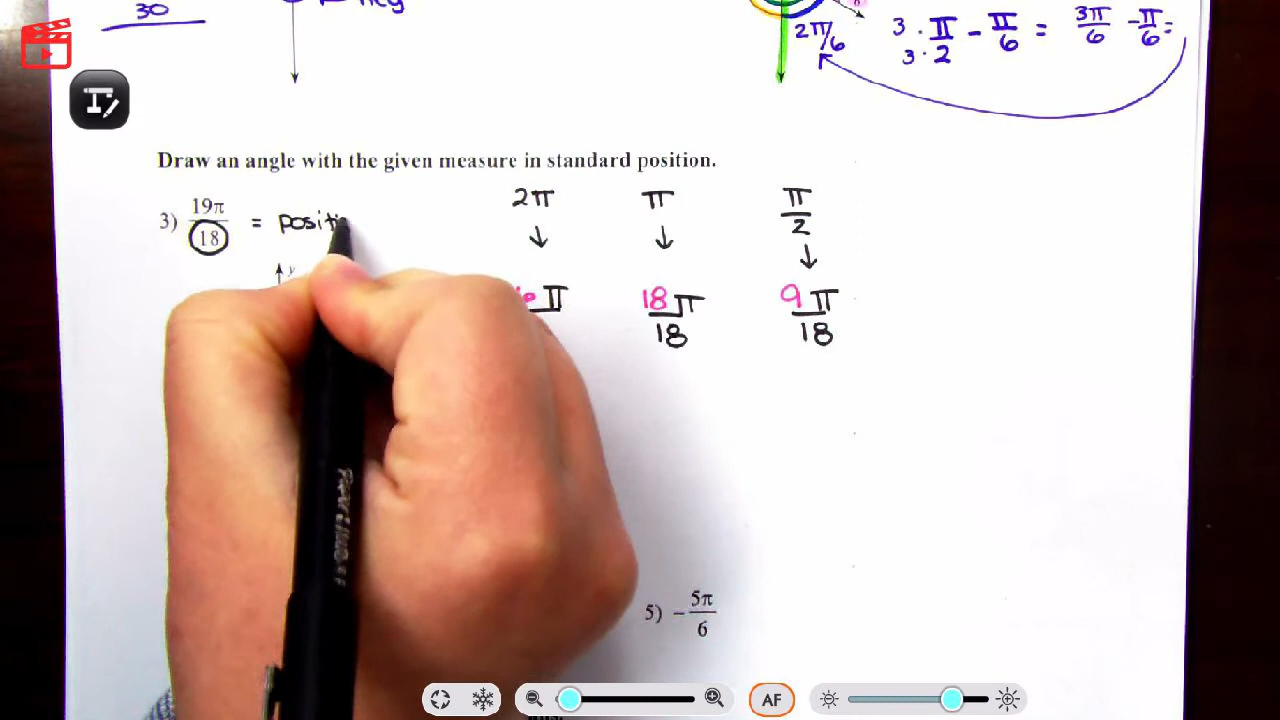 30
neg
2π/6
3 · π / 3 · 2 - π/6 = 3π/6 - π/6 =
Draw an angle with the given measure in standard position.
3) 19π/18 =
2π π π/2
↓ ↓ ↓
π 18π/18 9π/18
y
5) -5π/6
AF